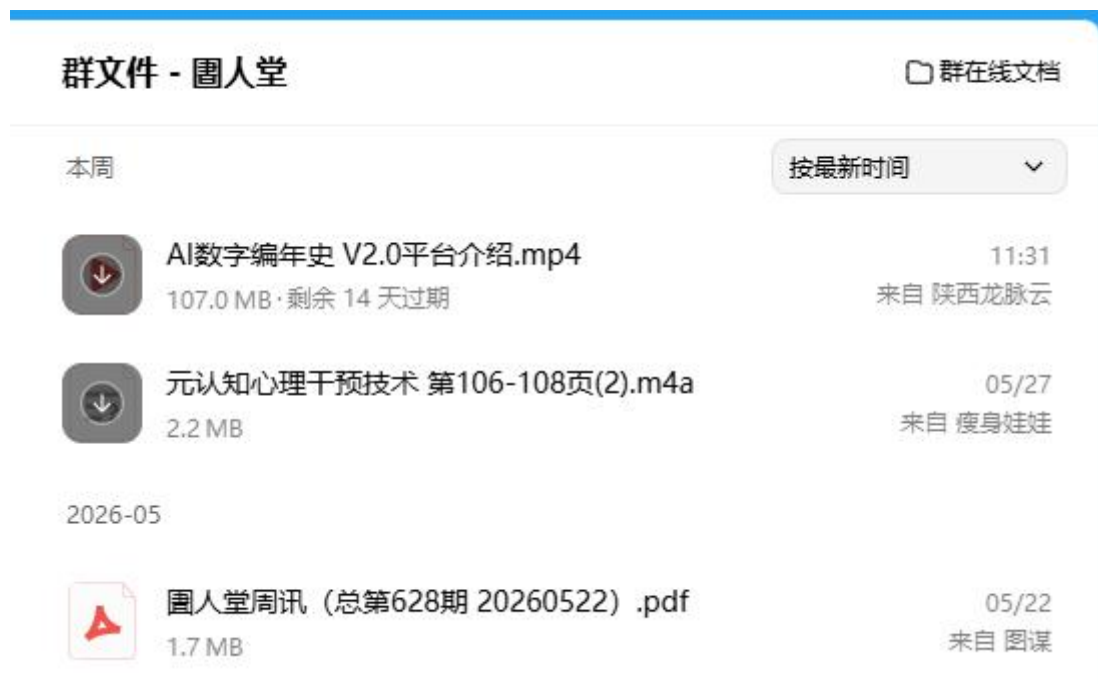 群文件 - 圕人堂
群在线文档
本周
按最新时间
AI数字编年史 V2.0平台介绍.mp4
11:31
107.0 MB · 剩余 14 天过期
来自 陕西龙脉云
元认知心理干预技术 第106-108页(2).m4a
05/27
2.2 MB
来自 瘦身娃娃
2026-05
圕人堂周讯（总第628期 20260522）.pdf
05/22
1.7 MB
来自 图谋